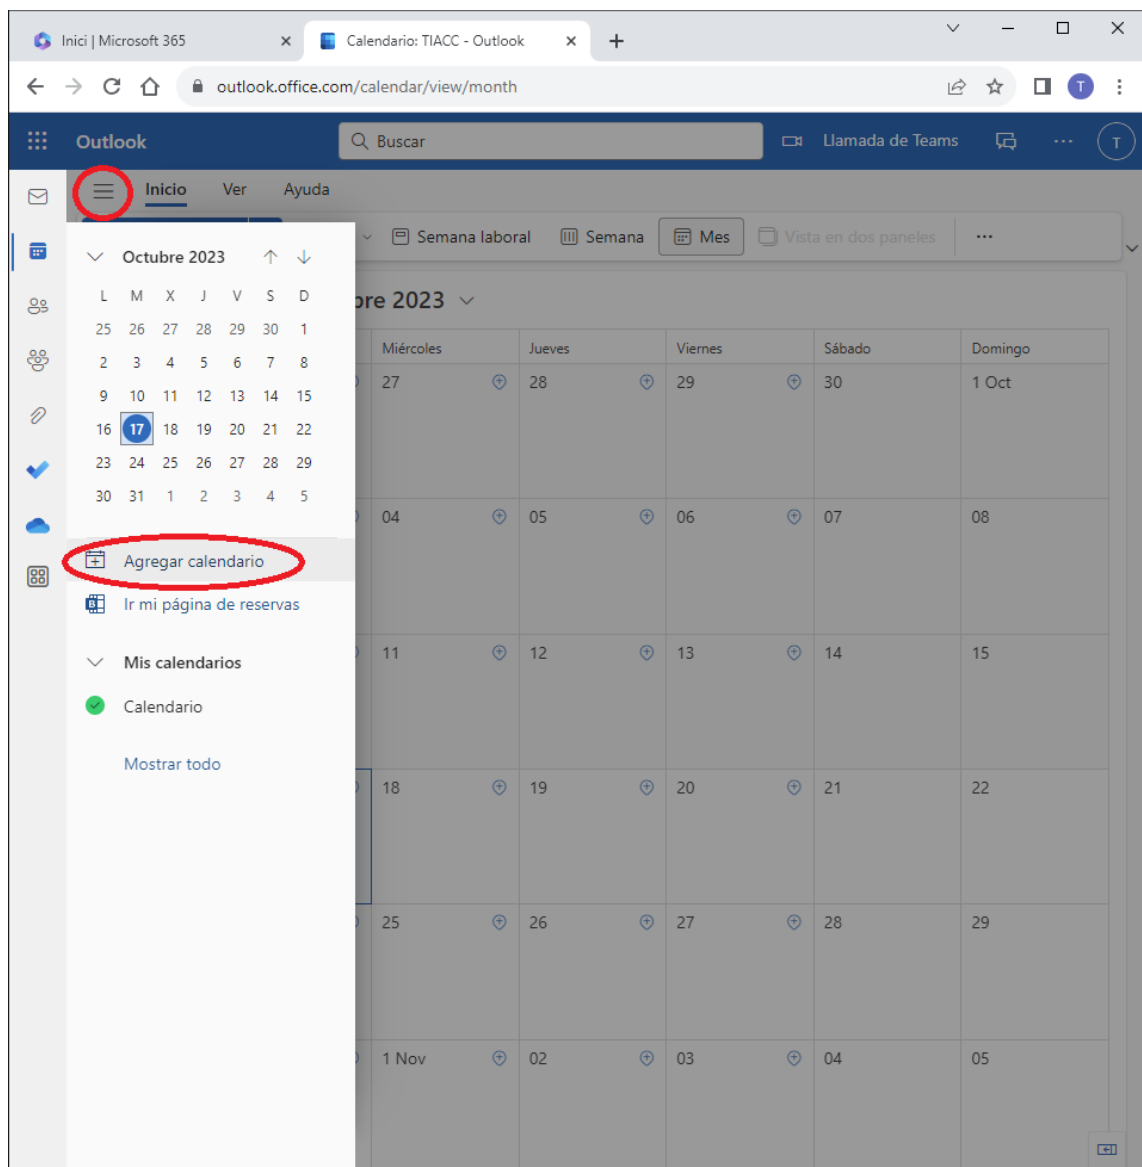 Inici | Microsoft 365
Calendario: TIACC - Outlook
outlook.office.com/calendar/view/month
T
Outlook
Buscar
Llamada de Teams
T
Inicio Ver Ayuda
Semana laboral Semana Mes Vista en dos paneles
Octubre 2023
L M X J V S D
25 26 27 28 29 30 1
2 3 4 5 6 7 8
9 10 11 12 13 14 15
16 17 18 19 20 21 22
23 24 25 26 27 28 29
30 31 1 2 3 4 5
Agregar calendario
B Ir mi página de reservas
Mis calendarios
Calendario
Mostrar todo
bre 2023
Miércoles Jueves Viernes Sábado Domingo
27 28 29 30 1 Oct
04 05 06 07 08
11 12 13 14 15
18 19 20 21 22
25 26 27 28 29
1 Nov 02 03 04 05